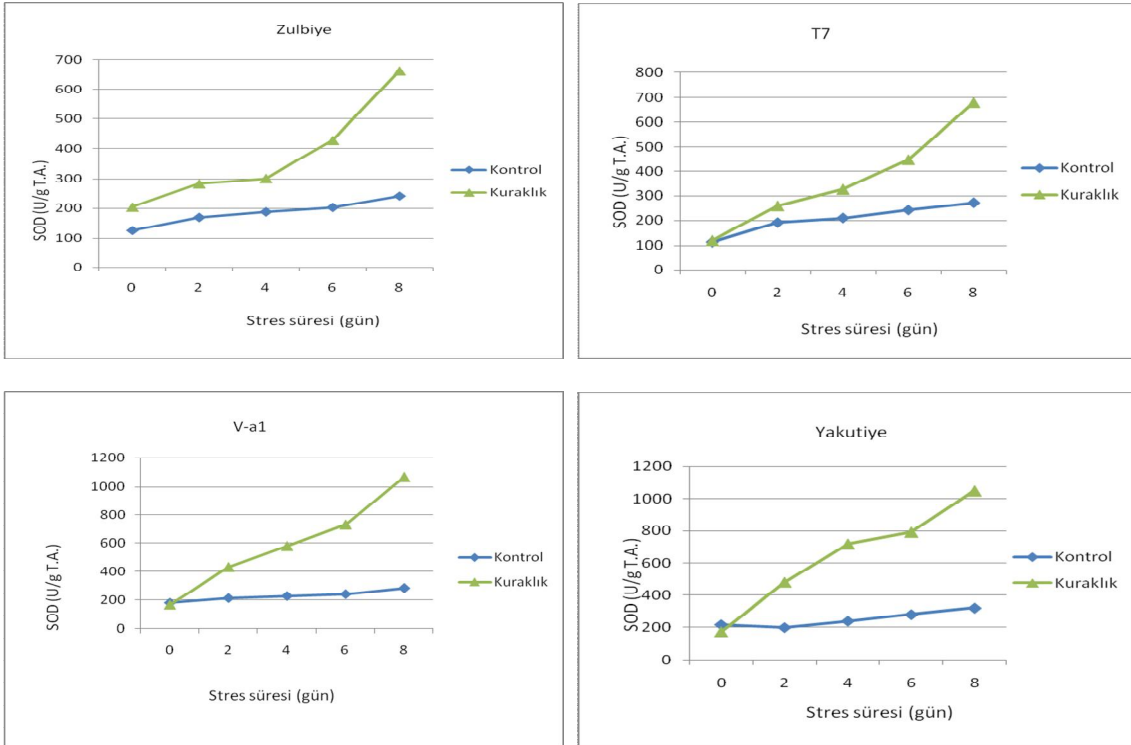 Zulbiye
700
600
500
400
300
200
100
0
SOD (U/g T.A.)
0 2 4 6 8
Stres süresi (gün)
Kontrol
Kuraklık
T7
800
700
600
500
400
300
200
100
0
SOD (U/g T.A.)
0 2 4 6 8
Stres süresi (gün)
Kontrol
Kuraklık
V-a1
1200
1000
800
600
400
200
0
SOD (U/g T.A.)
0 2 4 6 8
Stres süresi (gün)
Kontrol
Kuraklık
Yakutiye
1200
1000
800
600
400
200
0
SOD (U/g T.A.)
0 2 4 6 8
Stres süresi (gün)
Kontrol
Kuraklık